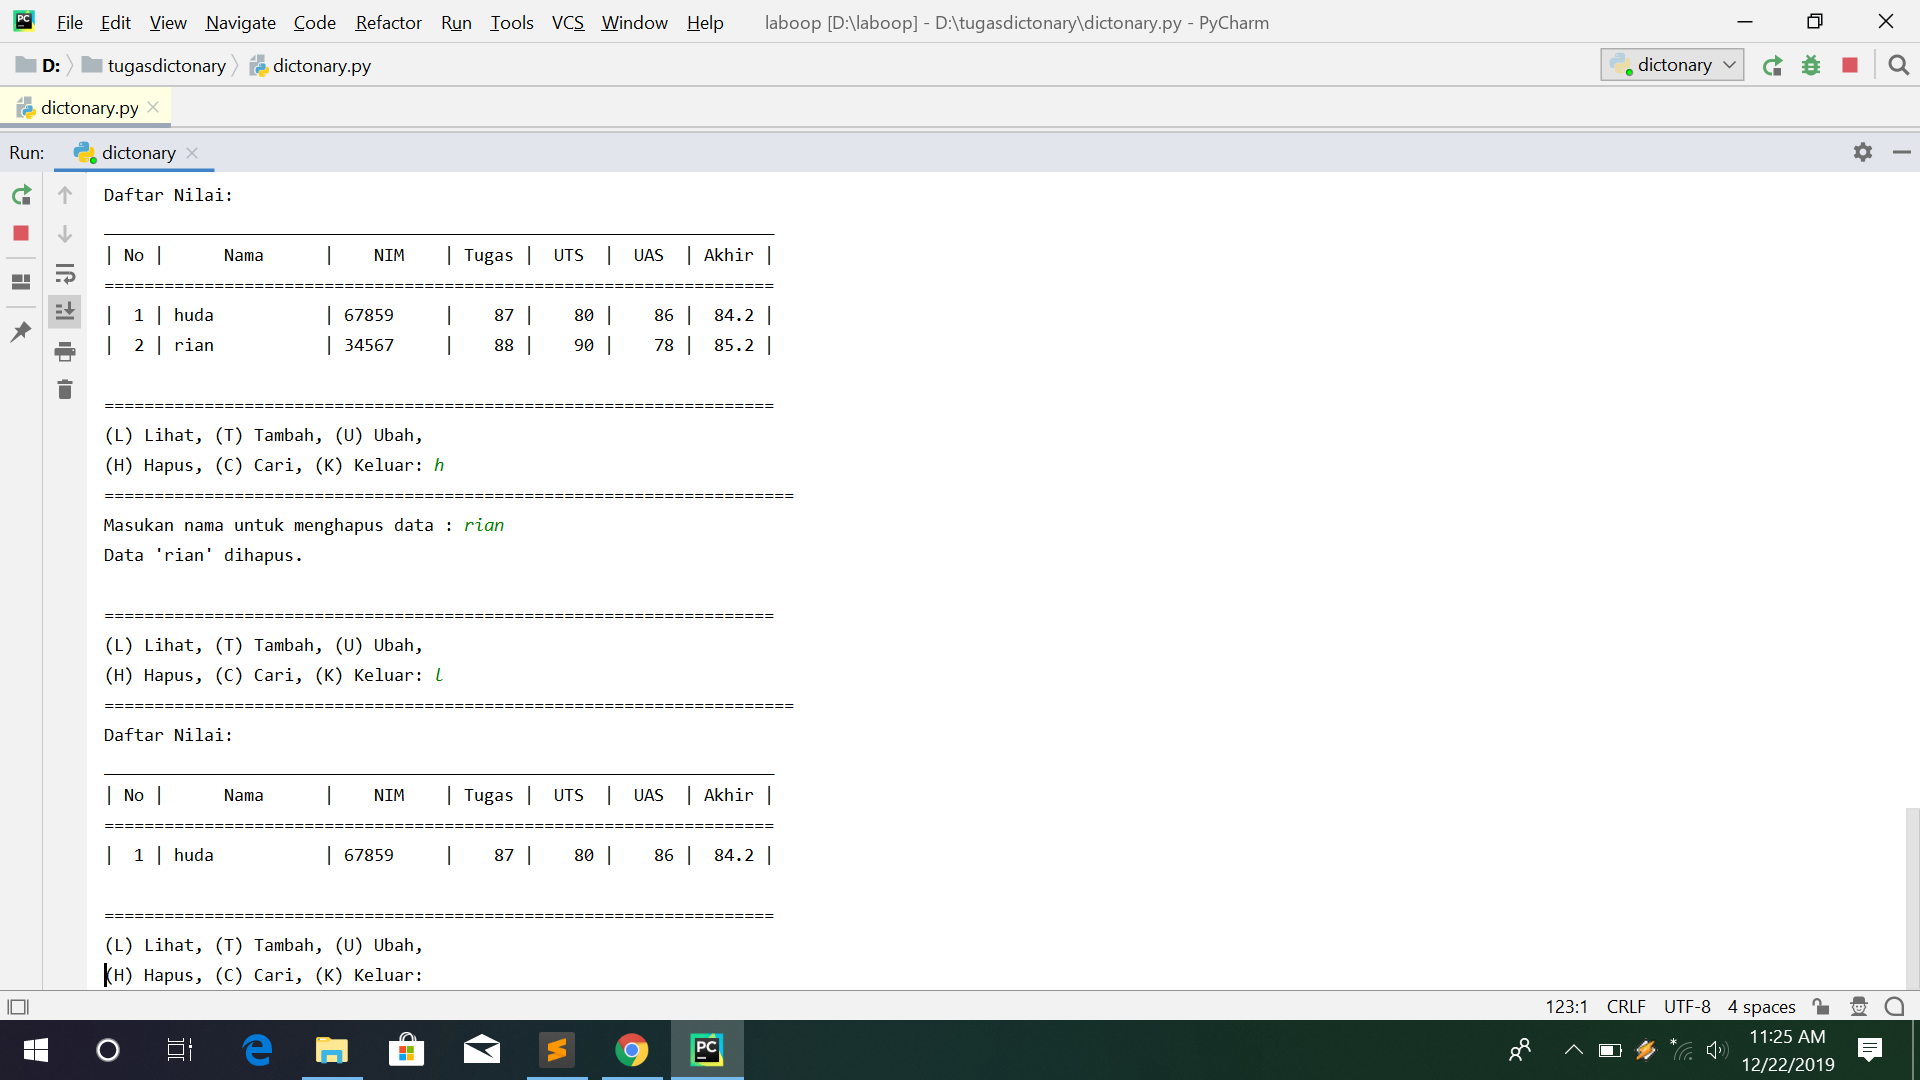 File Edit View Navigate Code Refactor Run Tools VCS Window Help laboop [D:\laboop] - D:\tugasdictonary\dictonary.py - PyCharm
D: tugasdictonary dictonary.py dictonary
dictonary.py
Run: dictonary
Daftar Nilai:
______________________________________________________________
| No | Nama | NIM | Tugas | UTS | UAS | Akhir |
===================================================================
| 1 | huda | 67859 | 87 | 80 | 86 | 84.2 |
| 2 | rian | 34567 | 88 | 90 | 78 | 85.2 |
===================================================================
(L) Lihat, (T) Tambah, (U) Ubah,
(H) Hapus, (C) Cari, (K) Keluar: h
=====================================================================
Masukan nama untuk menghapus data : rian
Data 'rian' dihapus.
===================================================================
(L) Lihat, (T) Tambah, (U) Ubah,
(H) Hapus, (C) Cari, (K) Keluar: l
=====================================================================
Daftar Nilai:
___________________________________________________________________
| No | Nama | NIM | Tugas | UTS | UAS | Akhir |
===================================================================
| 1 | huda | 67859 | 87 | 80 | 86 | 84.2 |
===================================================================
(L) Lihat, (T) Tambah, (U) Ubah,
(H) Hapus, (C) Cari, (K) Keluar:
123:1 CRLF UTF-8 4 spaces
PC
11:25 AM
12/22/2019